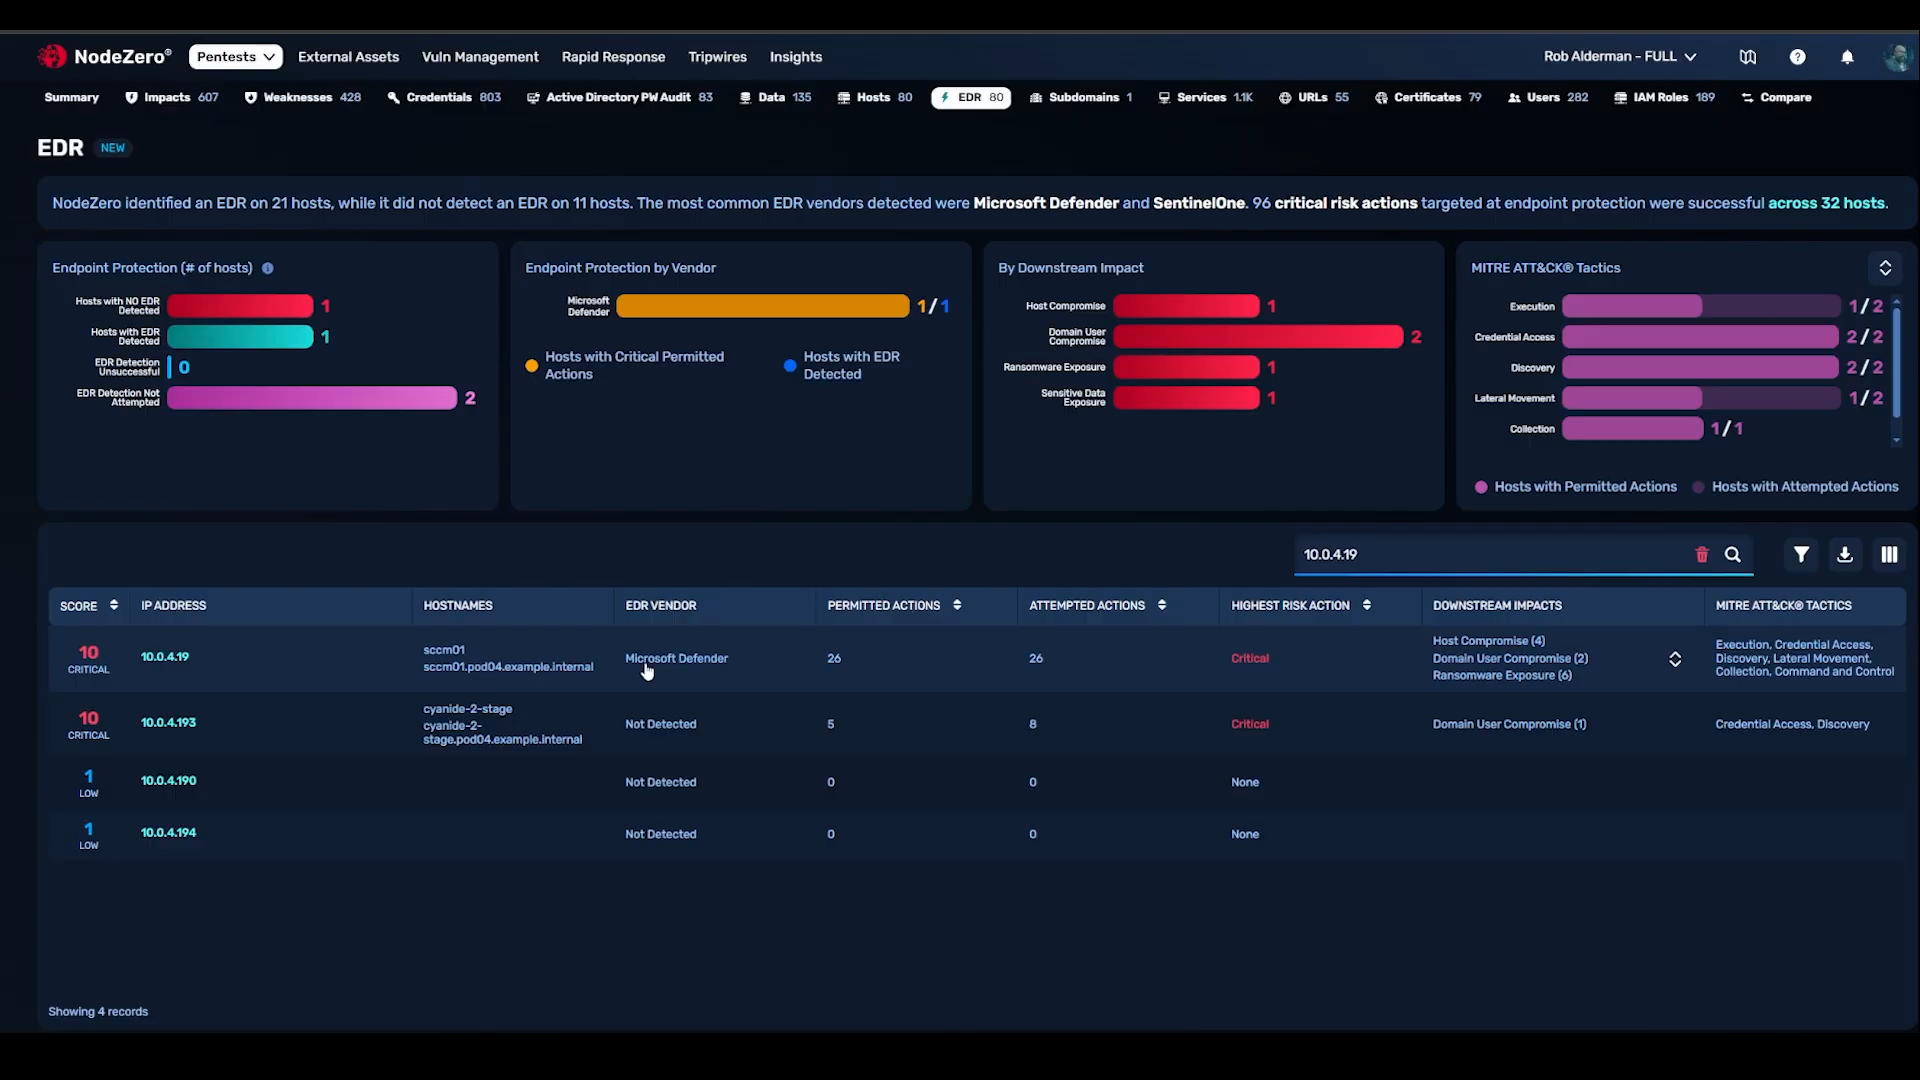 NodeZero® Pentests External Assets Vuln Management Rapid Response Tripwires Insights Rob Alderman - FULL
Summary Impacts 607 Weaknesses 428 Credentials 803 Active Directory PW Audit 83 Data 135 Hosts 80 EDR 80 Subdomains 1 Services 1.1K URLs 55 Certificates 79 Users 282 IAM Roles 189 Compare
EDR NEW
NodeZero identified an EDR on 21 hosts, while it did not detect an EDR on 11 hosts. The most common EDR vendors detected were Microsoft Defender and SentinelOne. 96 critical risk actions targeted at endpoint protection were successful across 32 hosts.
Endpoint Protection (# of hosts)
Hosts with NO EDR
Detected
1
Hosts with EDR
Detected
1
EDR Detection
Unsuccessful
0
EDR Detection Not
Attempted
2
Endpoint Protection by Vendor
Microsoft
Defender
1/1
Hosts with Critical Permitted
Actions
Hosts with EDR
Detected
By Downstream Impact
Host Compromise 1
Domain User
Compromise
2
Ransomware Exposure 1
Sensitive Data
Exposure
1
MITRE ATT&CK® Tactics
Execution 1/2
Credential Access 2/2
Discovery 2/2
Lateral Movement 1/2
Collection 1/1
Hosts with Permitted Actions Hosts with Attempted Actions
10.0.4.19
SCORE IP ADDRESS HOSTNAMES EDR VENDOR PERMITTED ACTIONS ATTEMPTED ACTIONS HIGHEST RISK ACTION DOWNSTREAM IMPACTS MITRE ATT&CK® TACTICS
10
CRITICAL
10.0.4.19
sccm01
sccm01.pod04.example.internal
Microsoft Defender
26
26
Critical
Host Compromise (4)
Domain User Compromise (2)
Ransomware Exposure (6)
Execution, Credential Access,
Discovery, Lateral Movement,
Collection, Command and Control
10
CRITICAL
10.0.4.193
cyanide-2-stage
cyanide-2-
stage.pod04.example.internal
Not Detected
5
8
Critical
Domain User Compromise (1)
Credential Access, Discovery
1
LOW
10.0.4.190
Not Detected
0
0
None
1
LOW
10.0.4.194
Not Detected
0
0
None
Showing 4 records